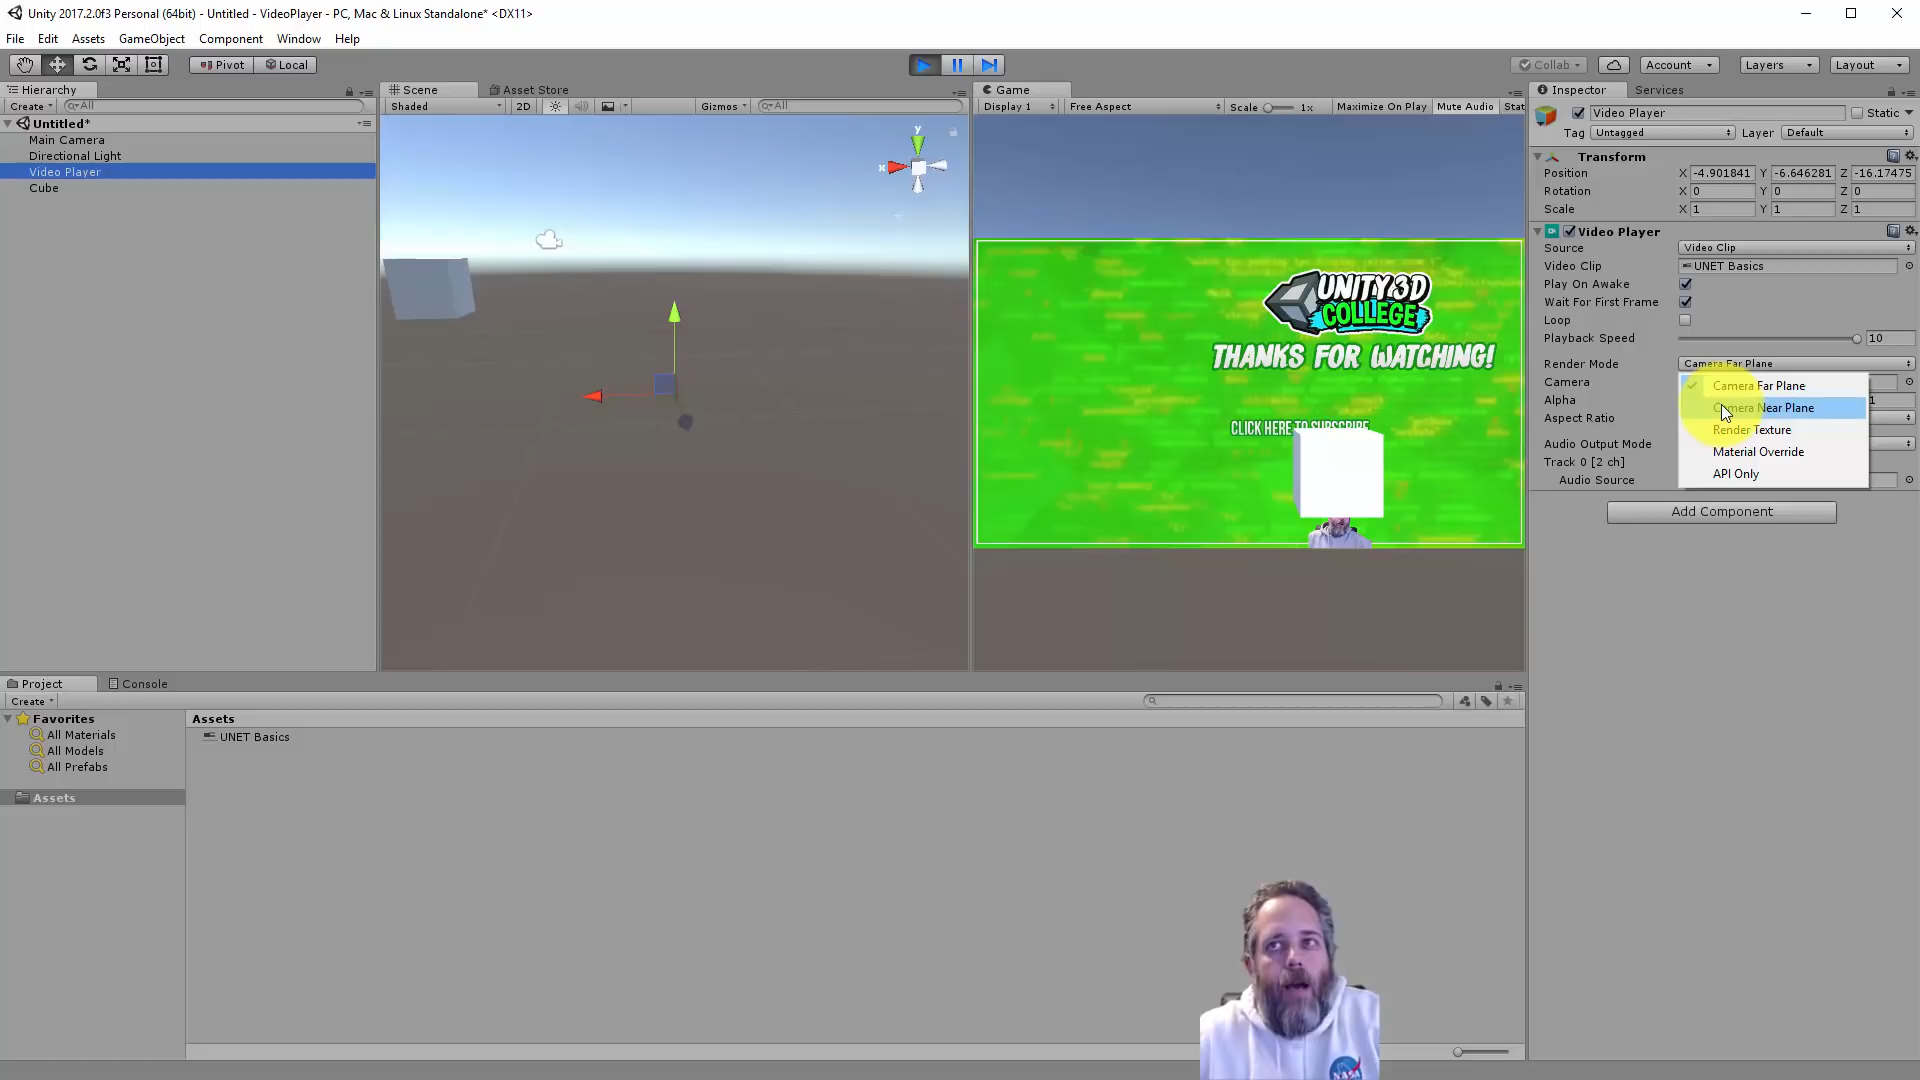 Unity 2017.2.0f3 Personal (64bit) - Untitled - VideoPlayer - PC, Mac & Linux Standalone* <DX11>
File Edit Assets GameObject Component Window Help
Pivot Local Collab Account Layers Layout
Hierarchy
Create All
Untitled*
Main Camera
Directional Light
Video Player
Cube
Scene Asset Store
Shaded 2D Gizmos All
y
x
Game
Display 1 Free Aspect Scale 1x Maximize On Play Mute Audio Stat
UNITY3D
COLLEGE
THANKS FOR WATCHING!
CLICK HERE TO SUBSCRIBE
Inspector Services
Video Player Static
Tag Untagged Layer Default
Transform
Position X -4.901841 Y -6.646281 Z -16.17475
Rotation X 0 Y 0 Z 0
Scale X 1 Y 1 Z 1
Video Player
Source Video Clip
Video Clip UNET Basics
Play On Awake
Wait For First Frame
Loop
Playback Speed 10
Render Mode Camera Far Plane
Camera
Alpha 1
Aspect Ratio
Audio Output Mode
Track 0 [2 ch]
Audio Source
Camera Far Plane
Camera Near Plane
Render Texture
Material Override
API Only
Add Component
Project Console
Create
Favorites
All Materials
All Models
All Prefabs
Assets
Assets
UNET Basics
NASA